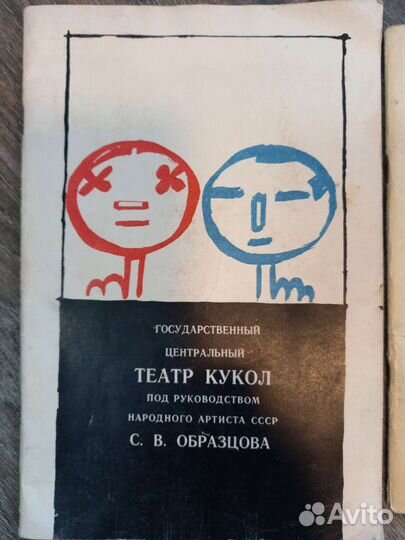 ГОСУДАРСТВЕННЫЙ
ЦЕНТРАЛЬНЫЙ
ТЕАТР КУКОЛ
ПОД РУКОВОДСТВОМ
НАРОДНОГО АРТИСТА СССР
С. В. ОБРАЗЦОВА
Avito